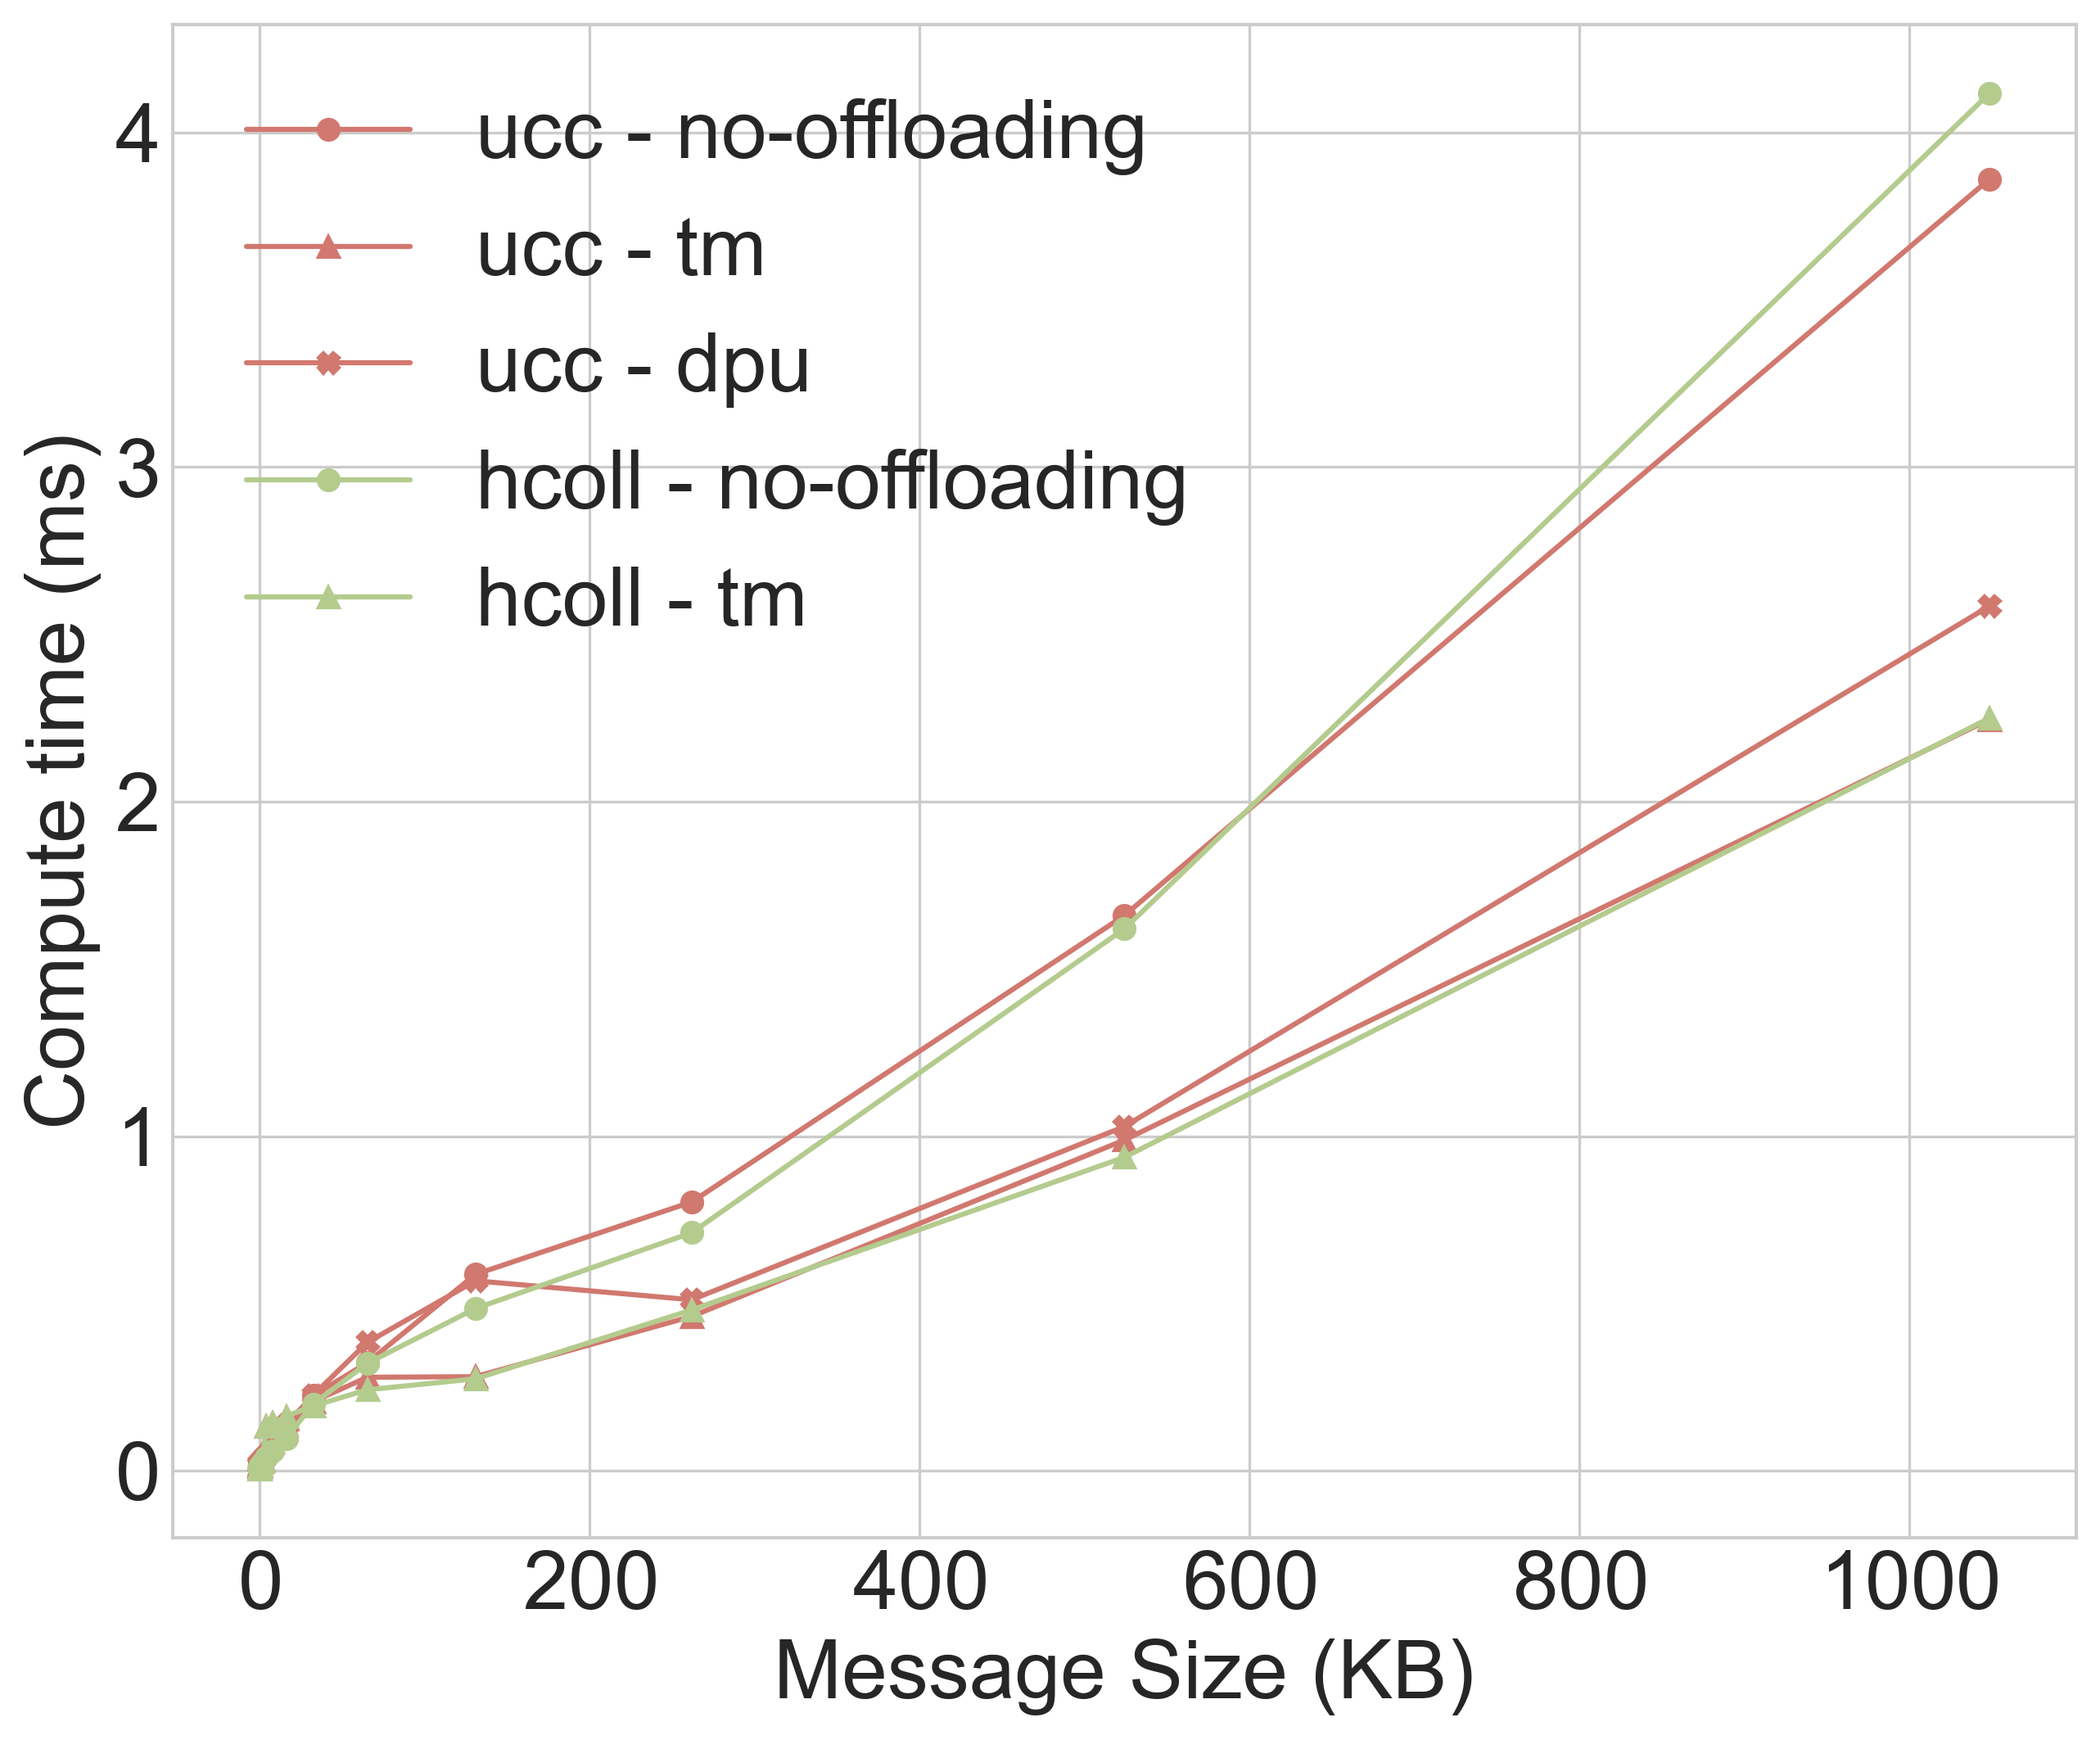 ucc - no-offloading
ucc - tm
ucc - dpu
hcoll - no-offloading
hcoll - tm
4
3
2
1
0
Compute time (ms)
0 200 400 600 800 1000
Message Size (KB)